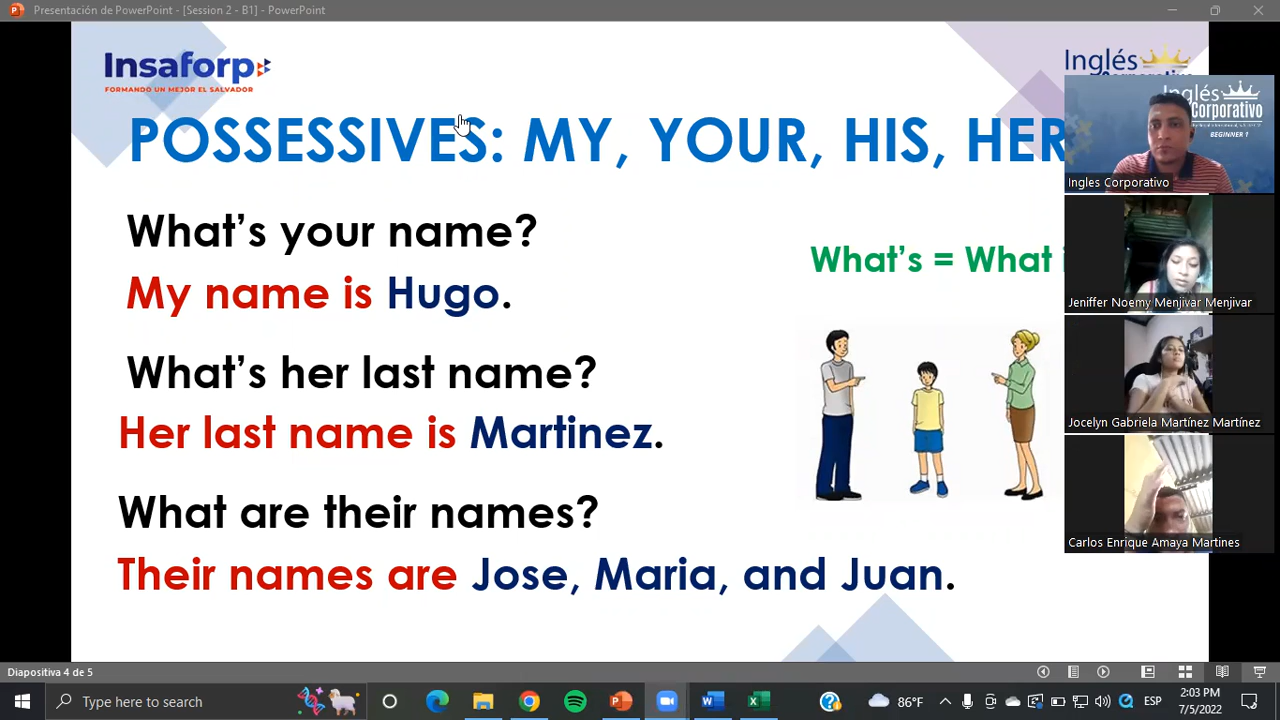 Presentación de PowerPoint - [Session 2 - B1] - PowerPoint
Insaforp
FORMANDO UN MEJOR EL SALVADOR
Inglés
POSSESSIVES: MY, YOUR, HIS, HER
What's your name?
My name is Hugo.
What's = What
What's her last name?
Her last name is Martinez.
What are their names?
Their names are Jose, Maria, and Juan.
Inglés
Corporativo
BEGINNER 1
Ingles Corporativo
Jeniffer Noemy Menjivar Menjivar
Jocelyn Gabriela Martínez Martínez
Carlos Enrique Amaya Martines
Diapositiva 4 de 5
Type here to search
86°F
ESP
2:03 PM
7/5/2022